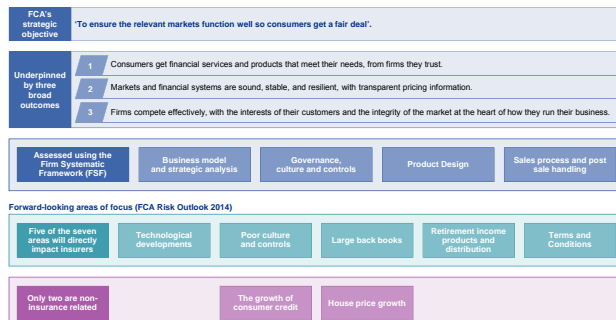 FCA's
strategic
objective
'To ensure the relevant markets function well so consumers get a fair deal'.
Underpinned
by three
broad
outcomes
1 Consumers get financial services and products that meet their needs, from firms they trust.
2 Markets and financial systems are sound, stable, and resilient, with transparent pricing information.
3 Firms compete effectively, with the interests of their customers and the integrity of the market at the heart of how they run their business.
Assessed using the
Firm Systematic
Framework (FSF)
Business model
and strategic analysis
Governance,
culture and controls
Product Design
Sales process and post
sale handling
Forward-looking areas of focus (FCA Risk Outlook 2014)
Five of the seven
areas will directly
impact insurers
Technological
developments
Poor culture
and controls
Large back books
Retirement income
products and
distribution
Terms and
Conditions
Only two are non-
insurance related
The growth of
consumer credit
House price growth